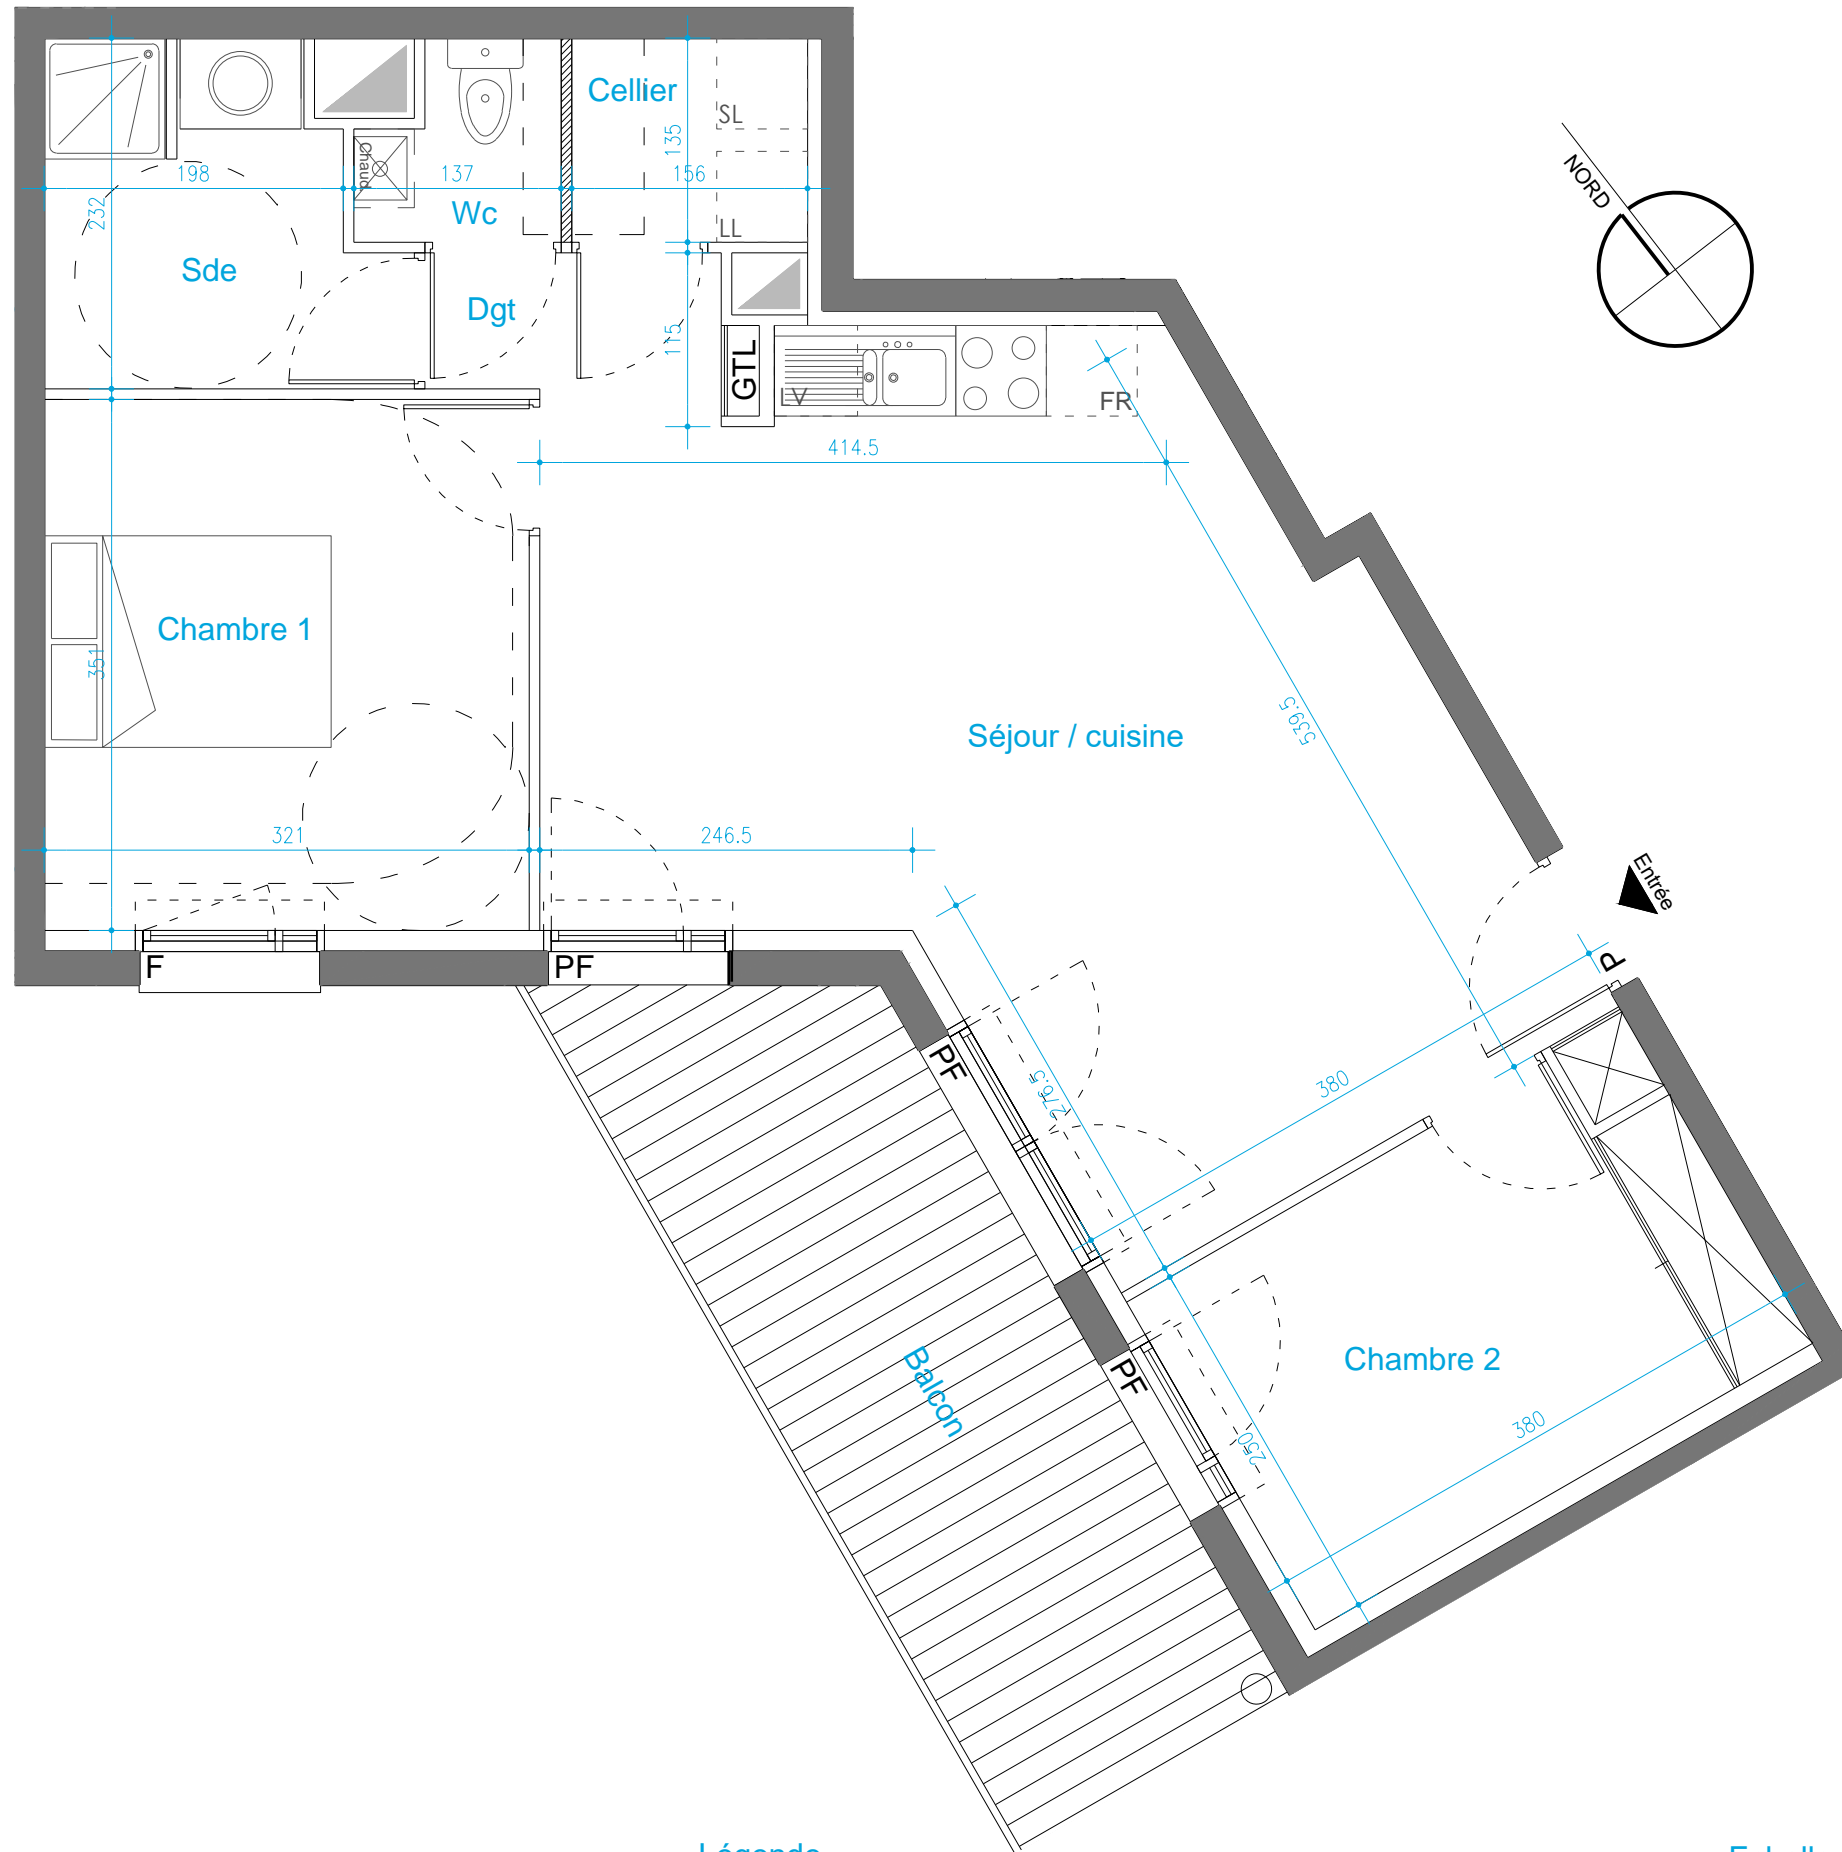 Cellier
SL
135
Chaud
198
137
156
NORD
232
Wc
LL
Sde
Dgt
115
GTL
LV
FR
414.5
Chambre 1
351
539.5
Séjour / cuisine
321
246.5
Entrée
F
PF
P
PF
276.5
380
Balcon
PF
Chambre 2
250
380